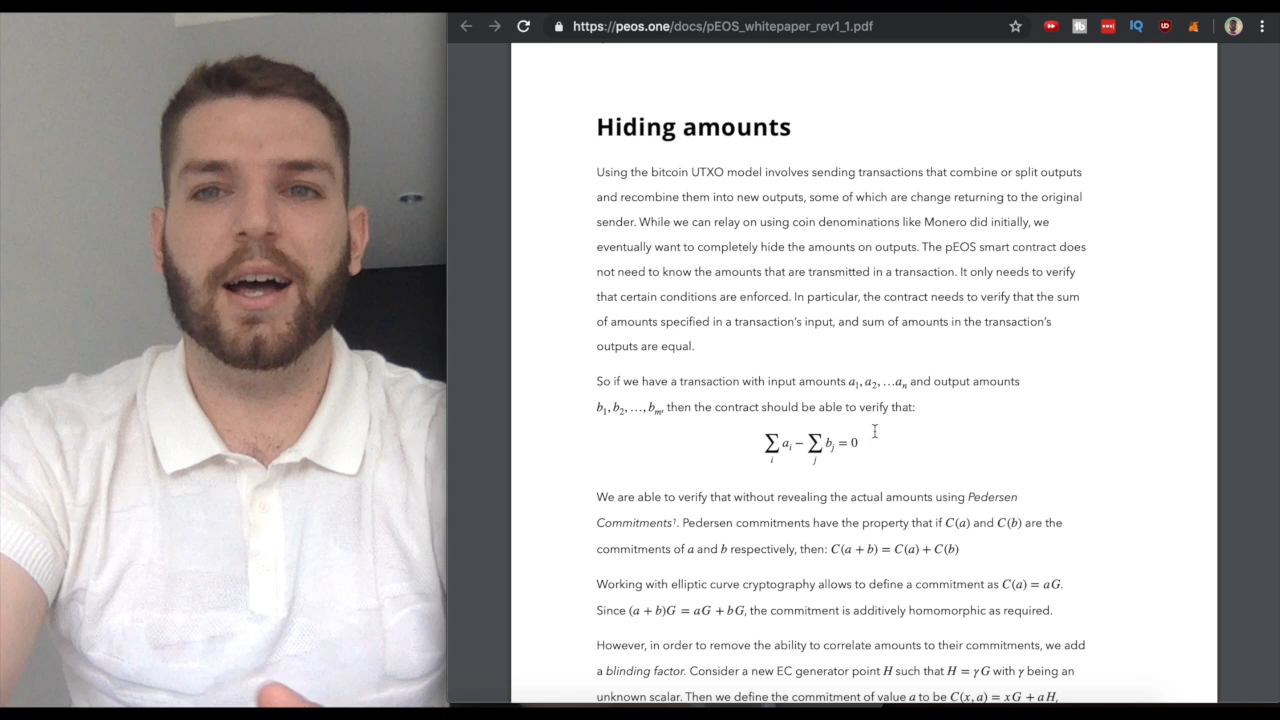 https://peos.one/docs/pEOS_whitepaper_rev1_1.pdf
Hiding amounts
Using the bitcoin UTXO model involves sending transactions that combine or split outputs
and recombine them into new outputs, some of which are change returning to the original
sender. While we can relay on using coin denominations like Monero did initially, we
eventually want to completely hide the amounts on outputs. The pEOS smart contract does
not need to know the amounts that are transmitted in a transaction. It only needs to verify
that certain conditions are enforced. In particular, the contract needs to verify that the sum
of amounts specified in a transaction's input, and sum of amounts in the transaction's
outputs are equal.
So if we have a transaction with input amounts a₁, a₂, …aₙ and output amounts
b₁, b₂, …, bₘ, then the contract should be able to verify that:
∑ᵢ aᵢ − ∑ⱼ bⱼ = 0
We are able to verify that without revealing the actual amounts using Pedersen
Commitments¹. Pedersen commitments have the property that if C(a) and C(b) are the
commitments of a and b respectively, then: C(a + b) = C(a) + C(b)
Working with elliptic curve cryptography allows to define a commitment as C(a) = aG.
Since (a + b)G = aG + bG, the commitment is additively homomorphic as required.
However, in order to remove the ability to correlate amounts to their commitments, we add
a blinding factor. Consider a new EC generator point H such that H = γG with γ being an
unknown scalar. Then we define the commitment of value a to be C(x, a) = xG + aH,